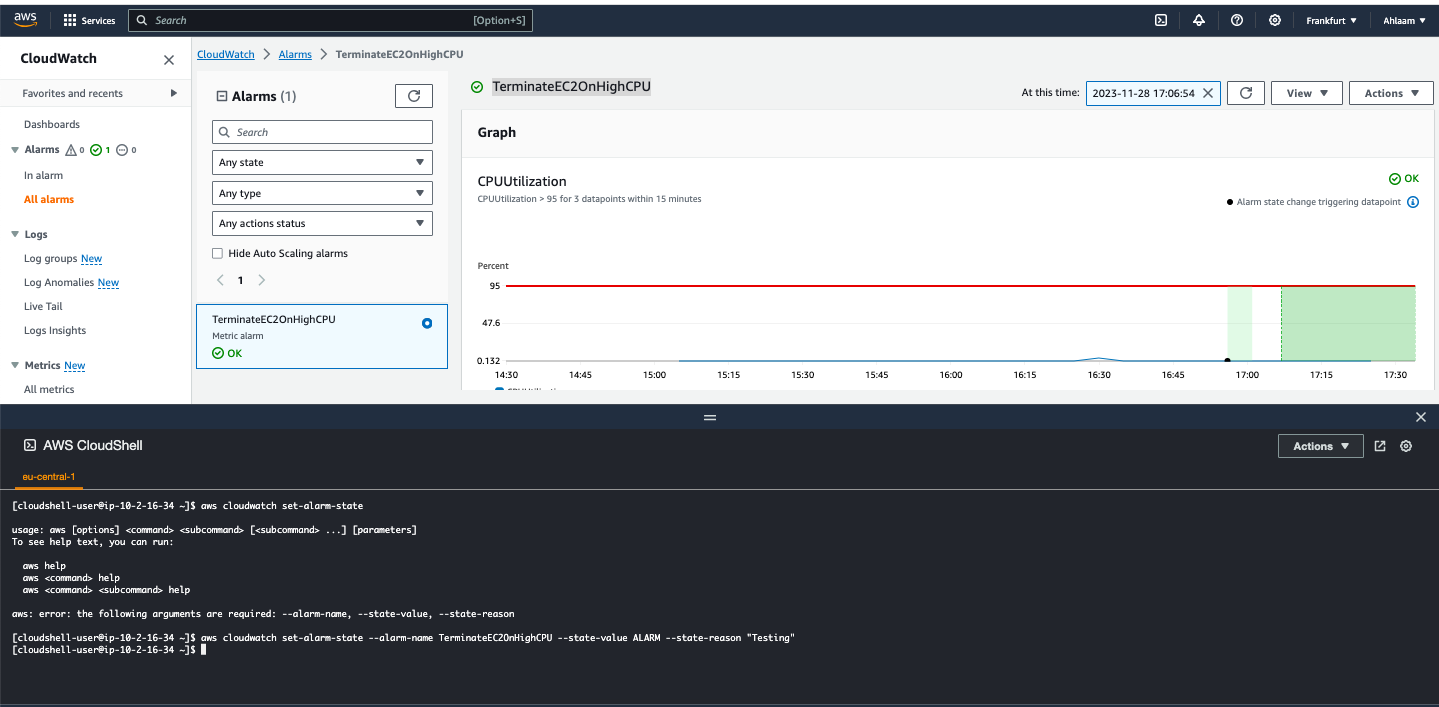 aws Services Search [Option+S] Frankfurt ▼ Ahlaam ▼
CloudWatch
Favorites and recents
Dashboards
Alarms 0 1 0
In alarm
All alarms
Logs
Log groups New
Log Anomalies New
Live Tail
Logs Insights
Metrics New
All metrics
CloudWatch > Alarms > TerminateEC2OnHighCPU
Alarms (1)
Search
Any state
Any type
Any actions status
Hide Auto Scaling alarms
< 1 >
TerminateEC2OnHighCPU
Metric alarm
OK
TerminateEC2OnHighCPU
At this time: 2023-11-28 17:06:54 View ▼ Actions ▼
Graph
CPUUtilization
OK
CPUUtilization > 95 for 3 datapoints within 15 minutes
Alarm state change triggering datapoint
Percent
95
47.6
0.132
14:30 14:45 15:00 15:15 15:30 15:45 16:00 16:15 16:30 16:45 17:00 17:15 17:30
AWS CloudShell
Actions ▼
eu-central-1
[cloudshell-user@ip-10-2-16-34 ~]$ aws cloudwatch set-alarm-state
usage: aws [options] <command> <subcommand> [<subcommand> ...] [parameters]
To see help text, you can run:
aws help
aws <command> help
aws <command> <subcommand> help
aws: error: the following arguments are required: --alarm-name, --state-value, --state-reason
[cloudshell-user@ip-10-2-16-34 ~]$ aws cloudwatch set-alarm-state --alarm-name TerminateEC2OnHighCPU --state-value ALARM --state-reason "Testing"
[cloudshell-user@ip-10-2-16-34 ~]$